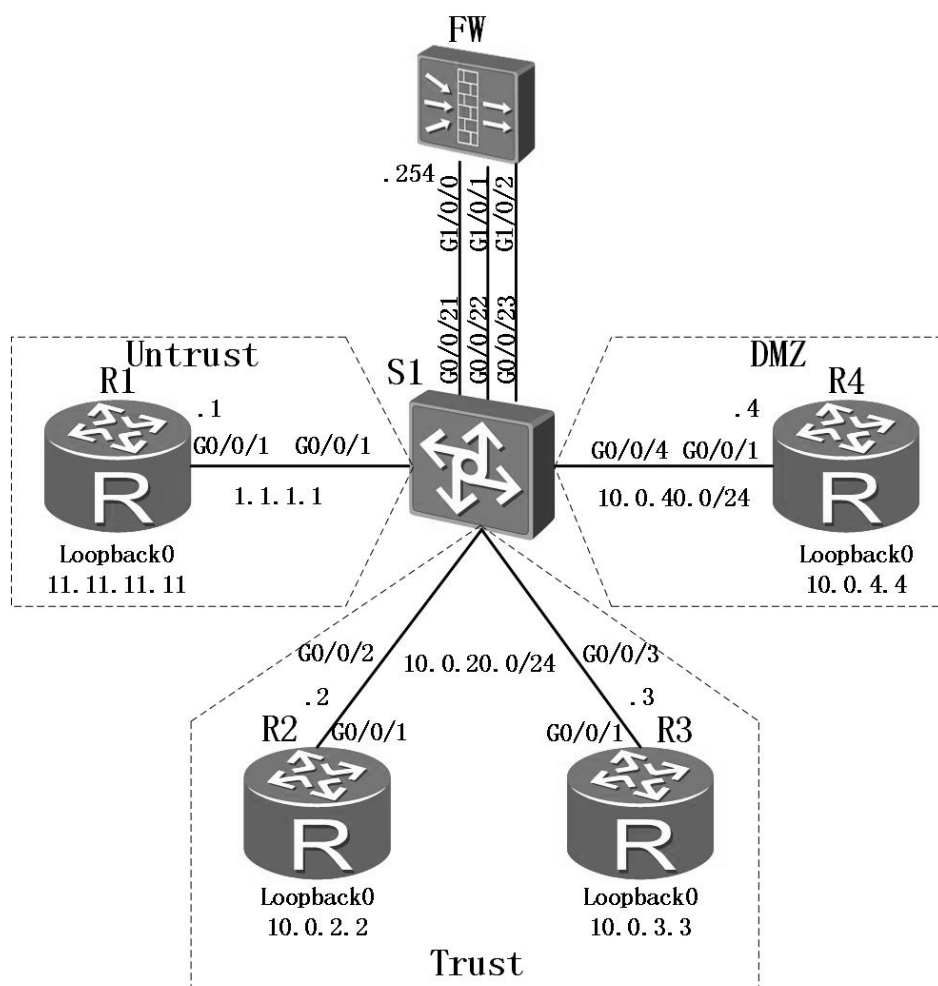 FW
.254
G1/0/0
G1/0/1
G1/0/2
G0/0/21
G0/0/22
G0/0/23
Untrust
S1
DMZ
R1
.1
G0/0/1 G0/0/1
1.1.1.1
R
Loopback0
11.11.11.11
.4
R4
G0/0/4 G0/0/1
10.0.40.0/24
R
Loopback0
10.0.4.4
G0/0/2
10.0.20.0/24
G0/0/3
.2
.3
R2
G0/0/1
G0/0/1
R3
R
R
Loopback0
10.0.2.2
Loopback0
10.0.3.3
Trust